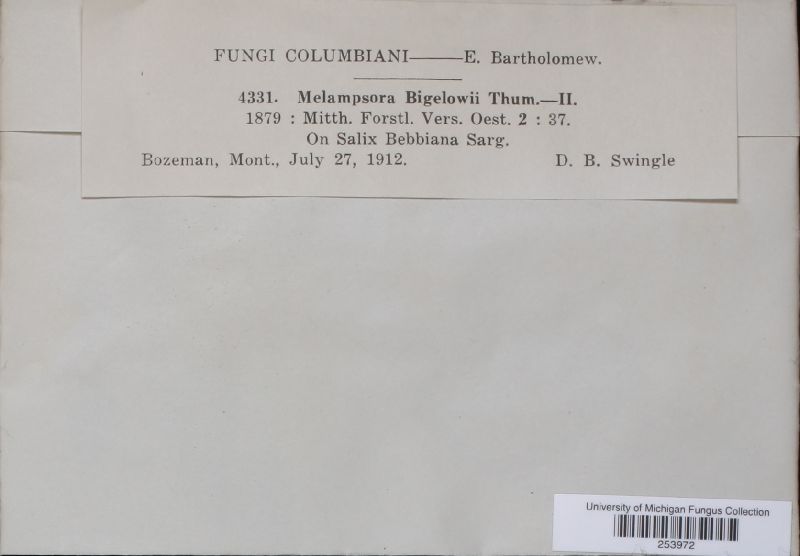 FUNGI COLUMBIANI——E. Bartholomew.
4331. Melampsora Bigelowii Thum.—II.
1879 : Mitth. Forstl. Vers. Oest. 2 : 37.
On Salix Bebbiana Sarg.
Bozeman, Mont., July 27, 1912. D. B. Swingle
University of Michigan Fungus Collection
253972